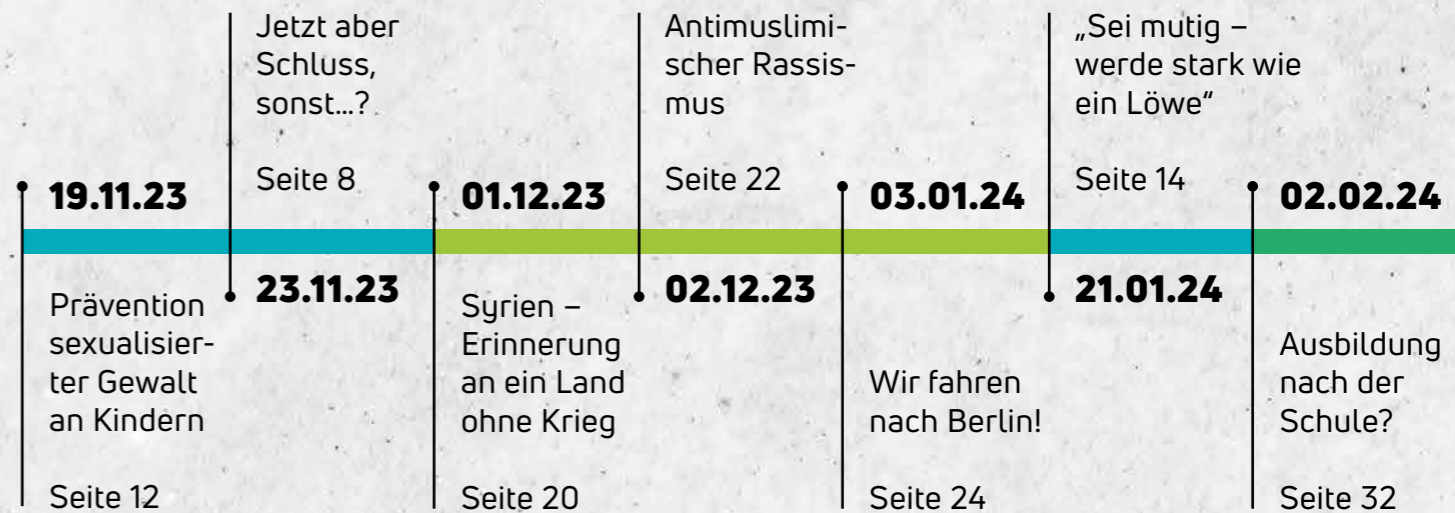 19.11.23
Prävention
sexualisier-
ter Gewalt
an Kindern
Seite 12
Jetzt aber
Schluss,
sonst...?
Seite 8
23.11.23
01.12.23
Syrien –
Erinnerung
an ein Land
ohne Krieg
Seite 20
Antimuslimi-
scher Rassis-
mus
Seite 22
02.12.23
03.01.24
Wir fahren
nach Berlin!
Seite 24
„Sei mutig –
werde stark wie
ein Löwe“
Seite 14
21.01.24
02.02.24
Ausbildung
nach der
Schule?
Seite 32